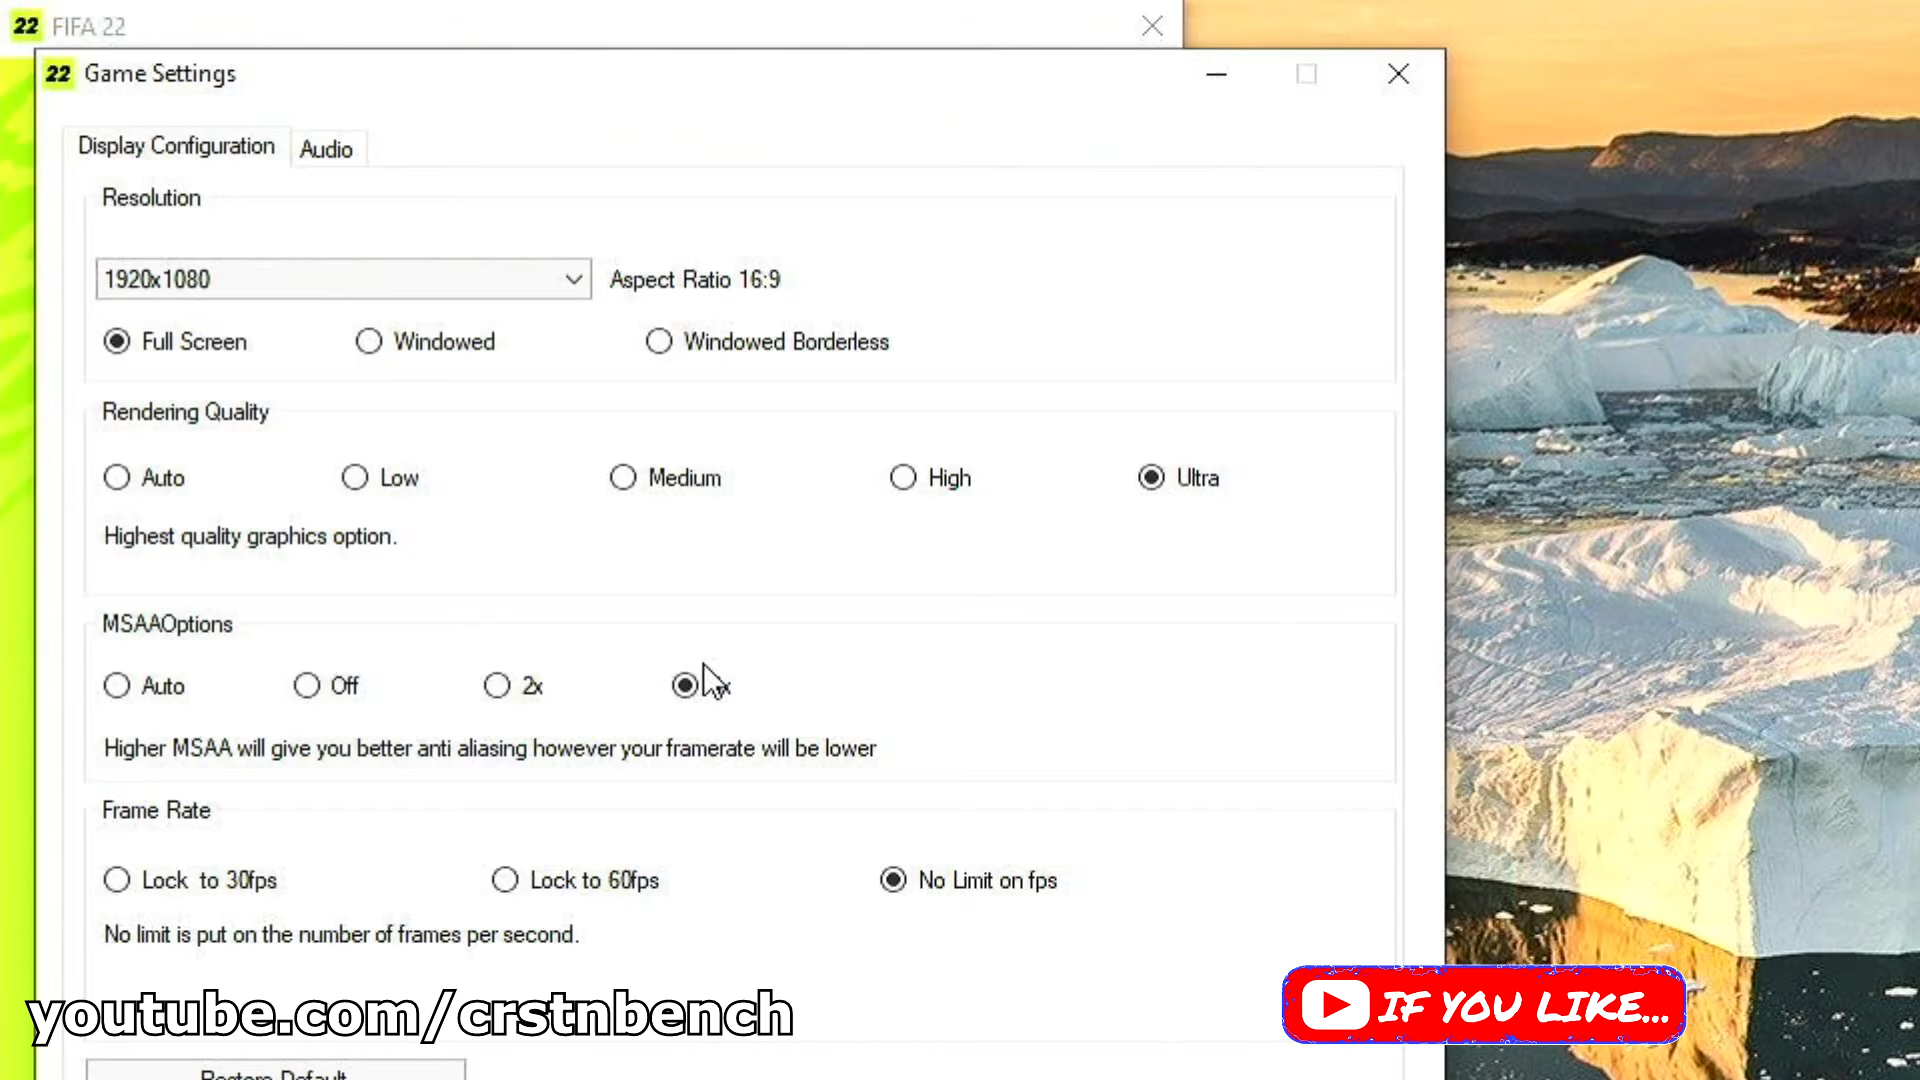 22 FIFA 22
22 Game Settings
Display Configuration Audio
Resolution
1920x1080 Aspect Ratio 16:9
Full Screen Windowed Windowed Borderless
Rendering Quality
Auto Low Medium High Ultra
Highest quality graphics option.
MSAAOptions
Auto Off 2x
Higher MSAA will give you better anti aliasing however your framerate will be lower
Frame Rate
Lock to 30fps Lock to 60fps No Limit on fps
No limit is put on the number of frames per second.
youtube.com/crstnbench
IF YOU LIKE...
Restore Default